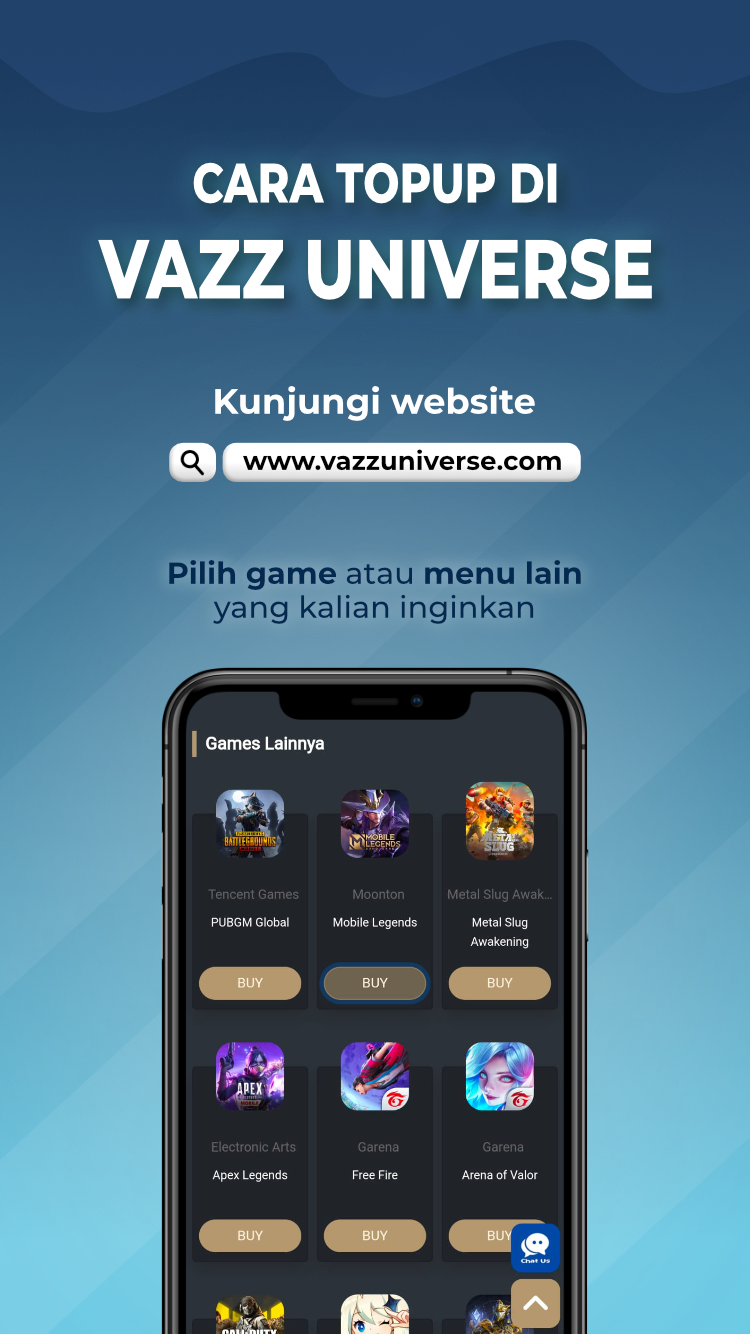 CARA TOPUP DI
VAZZ UNIVERSE
Kunjungi website
www.vazzuniverse.com
Pilih game atau menu lain
yang kalian inginkan
Games Lainnya
BATTLEGROUNDS
MOBILE
LEGENDS
METAL
SLUG
Tencent Games
Moonton
Metal Slug Awak...
PUBGM Global
Mobile Legends
Metal Slug
Awakening
BUY
BUY
BUY
APEX
Electronic Arts
Garena
Garena
Apex Legends
Free Fire
Arena of Valor
BUY
BUY
BUY
Chat Us